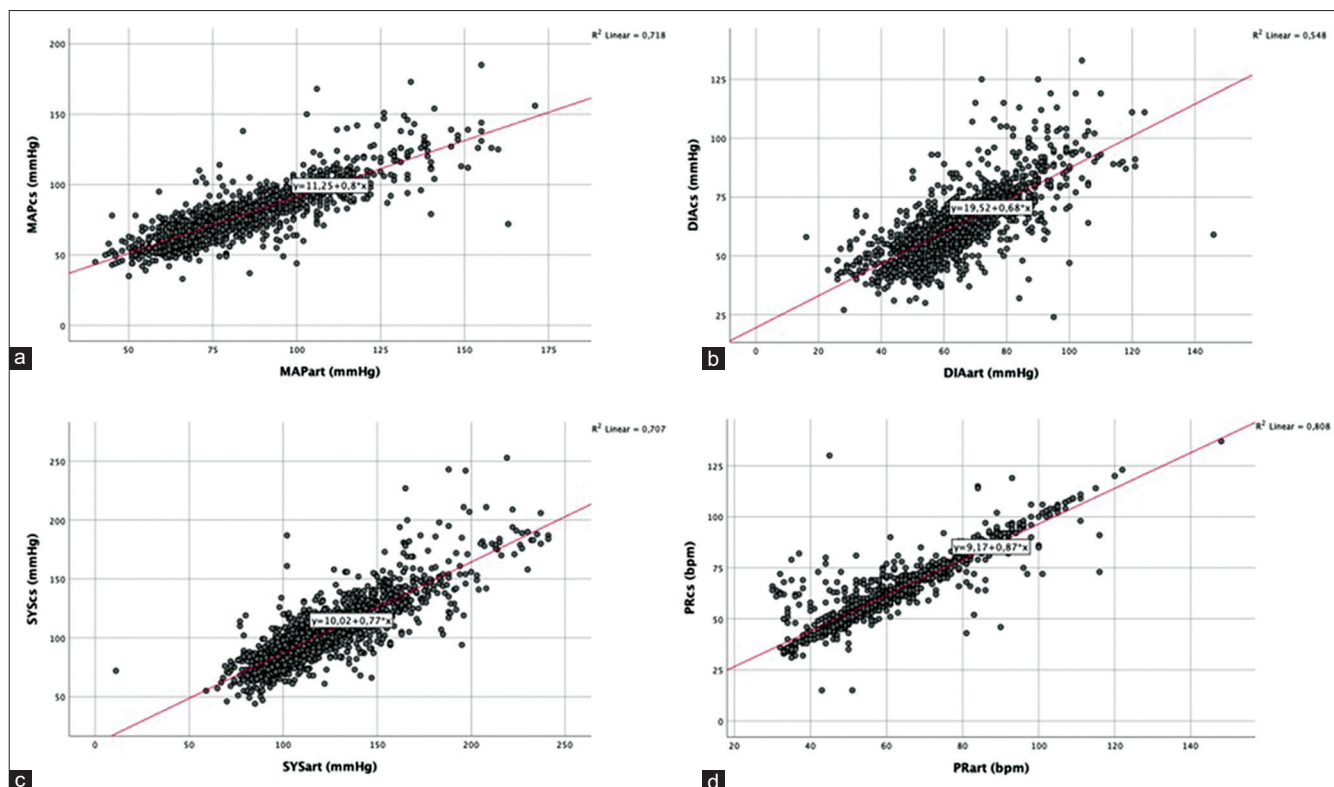 R² Linear = 0,718
200
150
100
50
0
MAPcs (mmHg)
y=11,25+0,8*x
50 75 100 125 150 175
MAPart (mmHg)
a
R² Linear = 0,548
125
100
75
50
25
DIAcs (mmHg)
y=19,52+0,68*x
0 20 40 60 80 100 120 140
DIAart (mmHg)
b
R² Linear = 0,707
250
200
150
100
50
SYScs (mmHg)
y=10,02+0,77*x
0 50 100 150 200 250
SYSart (mmHg)
c
R² Linear = 0,808
125
100
75
50
25
0
PRcs (bpm)
y=9,17+0,87*x
20 40 60 80 100 120 140
PRart (bpm)
d